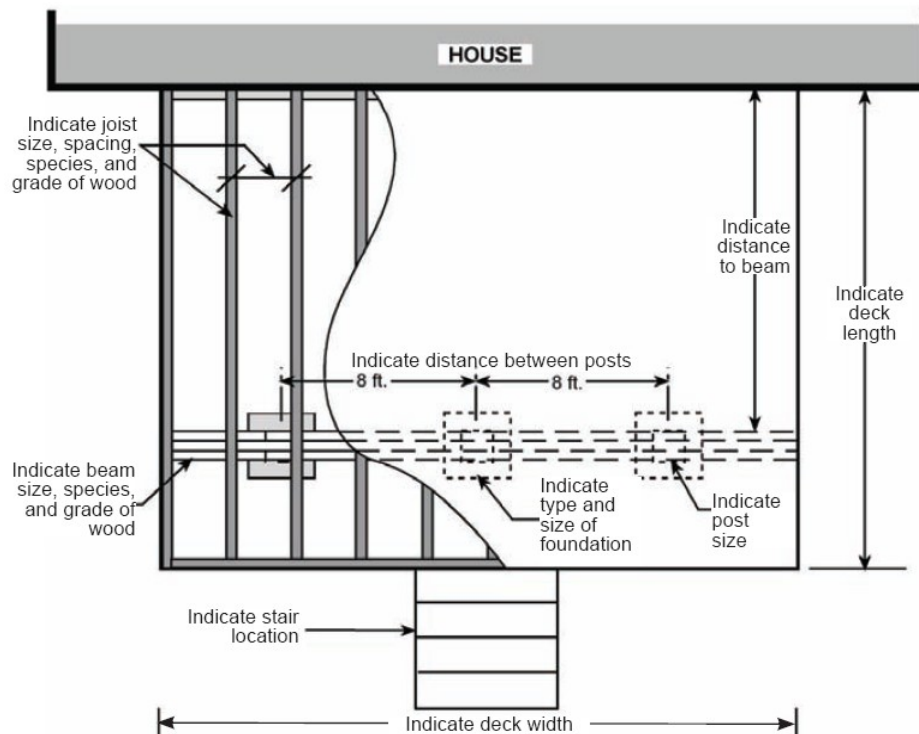 HOUSE
Indicate joist
size, spacing,
species, and
grade of wood
Indicate
distance
to beam
Indicate
deck
length
Indicate distance between posts
8 ft.
8 ft.
Indicate beam
size, species,
and grade of
wood
Indicate
type and
size of
foundation
Indicate
post
size
Indicate stair
location
Indicate deck width